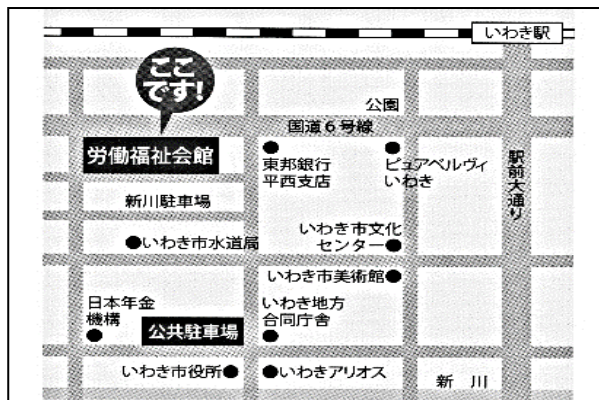 いわき駅
ここ
です!
公園
国道6号線
労働福祉会館
東邦銀行
平西支店
ピュアベルヴィ
いわき
駅前大通り
新川駐車場
いわき市水道局
いわき市文化
センター
いわき市美術館
日本年金
機構
公共駐車場
いわき地方
合同庁舎
いわき市役所
いわきアリオス
新 川